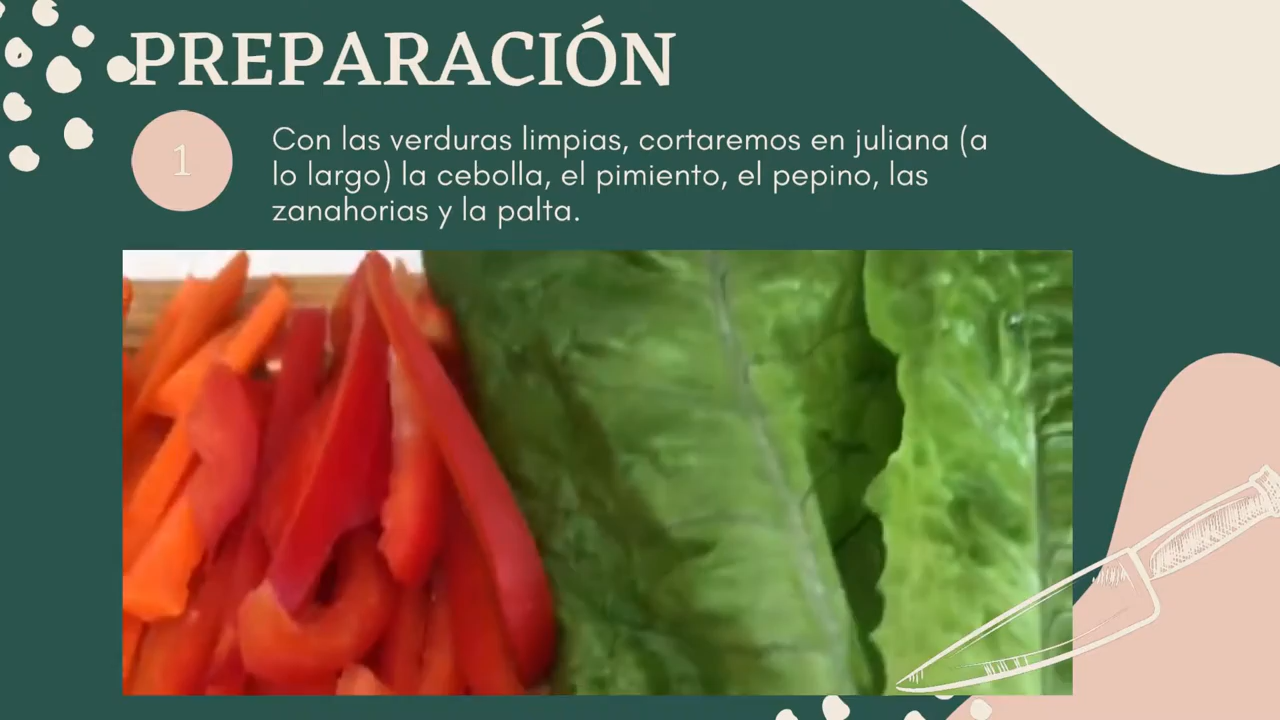 PREPARACIÓN
1
Con las verduras limpias, cortaremos en juliana (a
lo largo) la cebolla, el pimiento, el pepino, las
zanahorias y la palta.